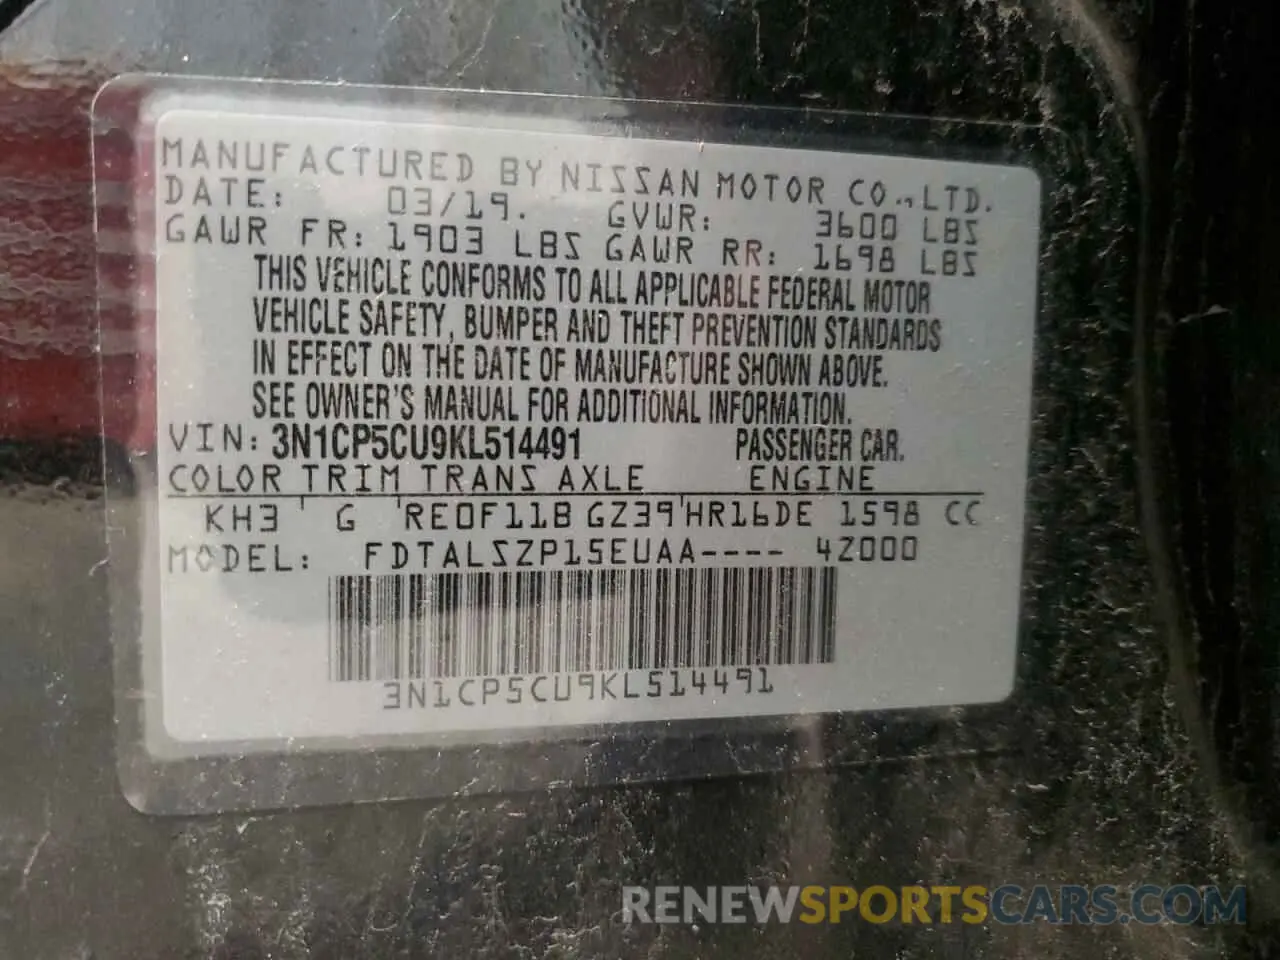 MANUFACTURED BY NISSAN MOTOR CO., LTD.
DATE: 03/19. GVWR: 3600 LBS
GAWR FR: 1903 LBS GAWR RR: 1698 LBS
THIS VEHICLE CONFORMS TO ALL APPLICABLE FEDERAL MOTOR
VEHICLE SAFETY, BUMPER AND THEFT PREVENTION STANDARDS
IN EFFECT ON THE DATE OF MANUFACTURE SHOWN ABOVE.
SEE OWNER'S MANUAL FOR ADDITIONAL INFORMATION.
VIN: 3N1CP5CU9KL514491 PASSENGER CAR.
COLOR TRIM TRANS AXLE ENGINE
KH3 G RE0F11B GZ39 HR16DE 1598 CC
MODEL: FDTALSZP15EUAA---- 4Z000
3N1CP5CU9KL514491
RENEWSPORTSCARS.COM